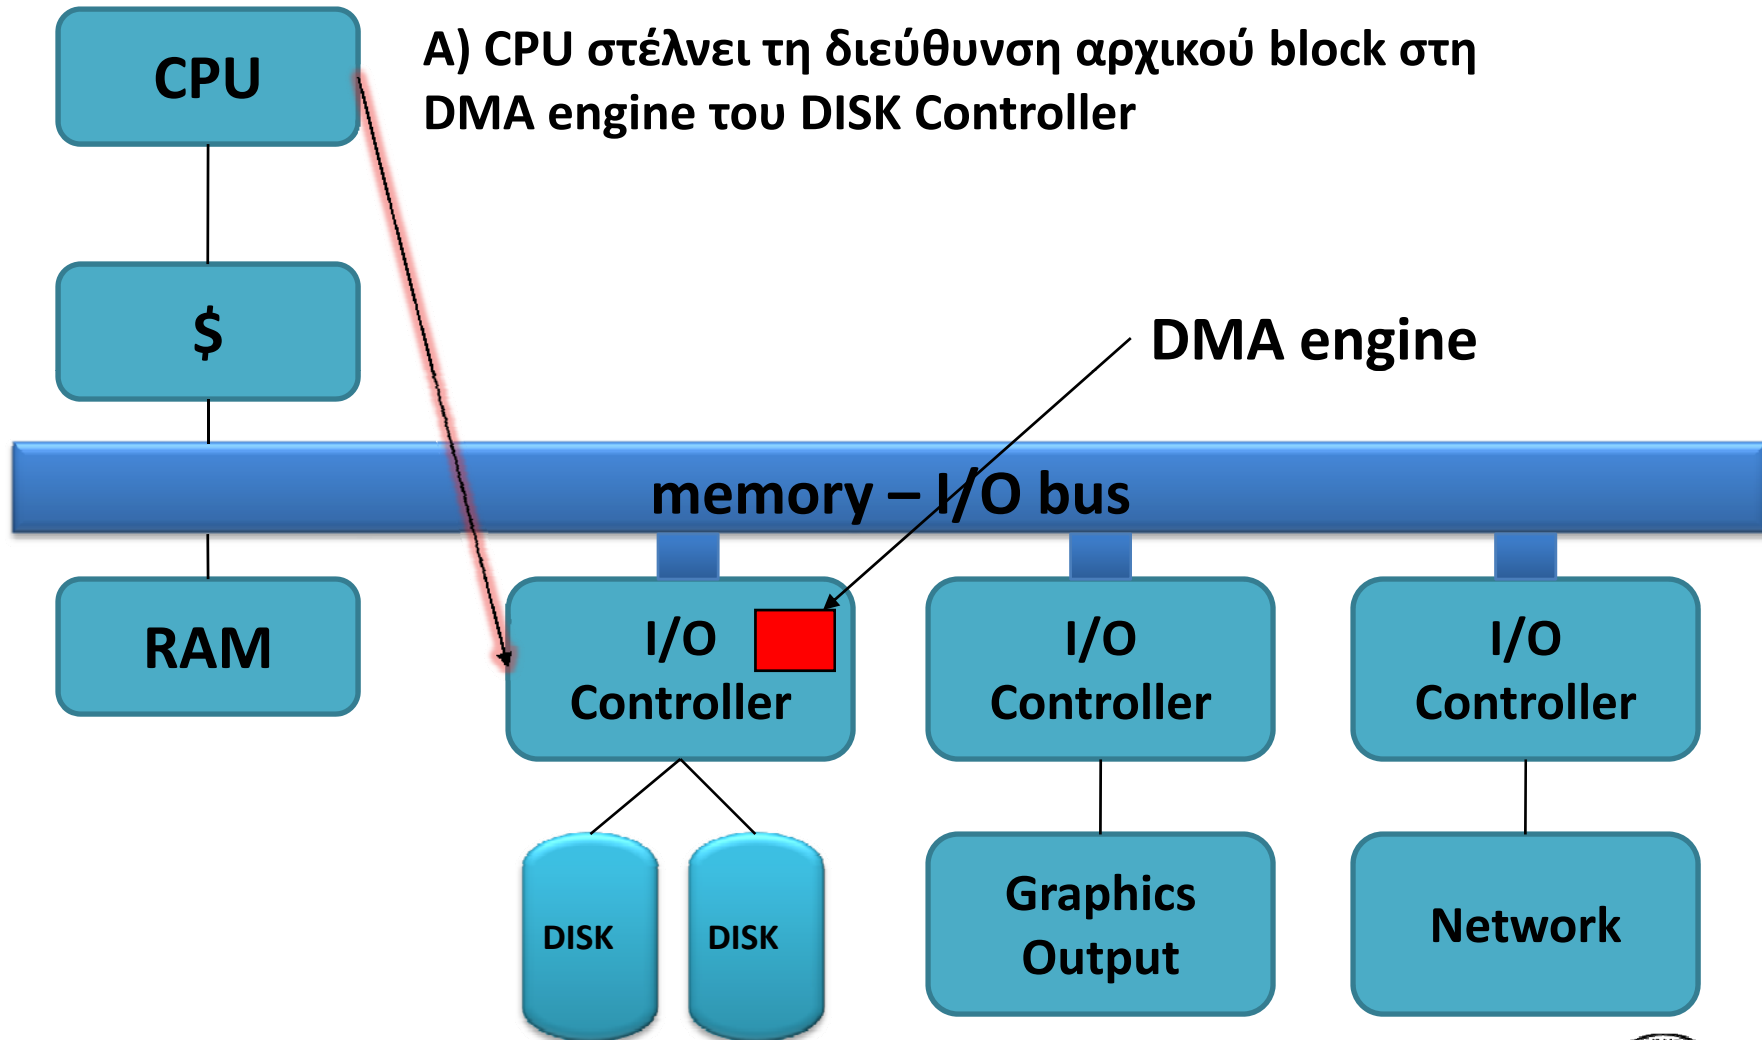 CPU
A) CPU στέλνει τη διεύθυνση αρχικού block στη
DMA engine του DISK Controller
$
DMA engine
memory – I/O bus
RAM
I/O
Controller
I/O
Controller
I/O
Controller
DISK
DISK
Graphics
Output
Network